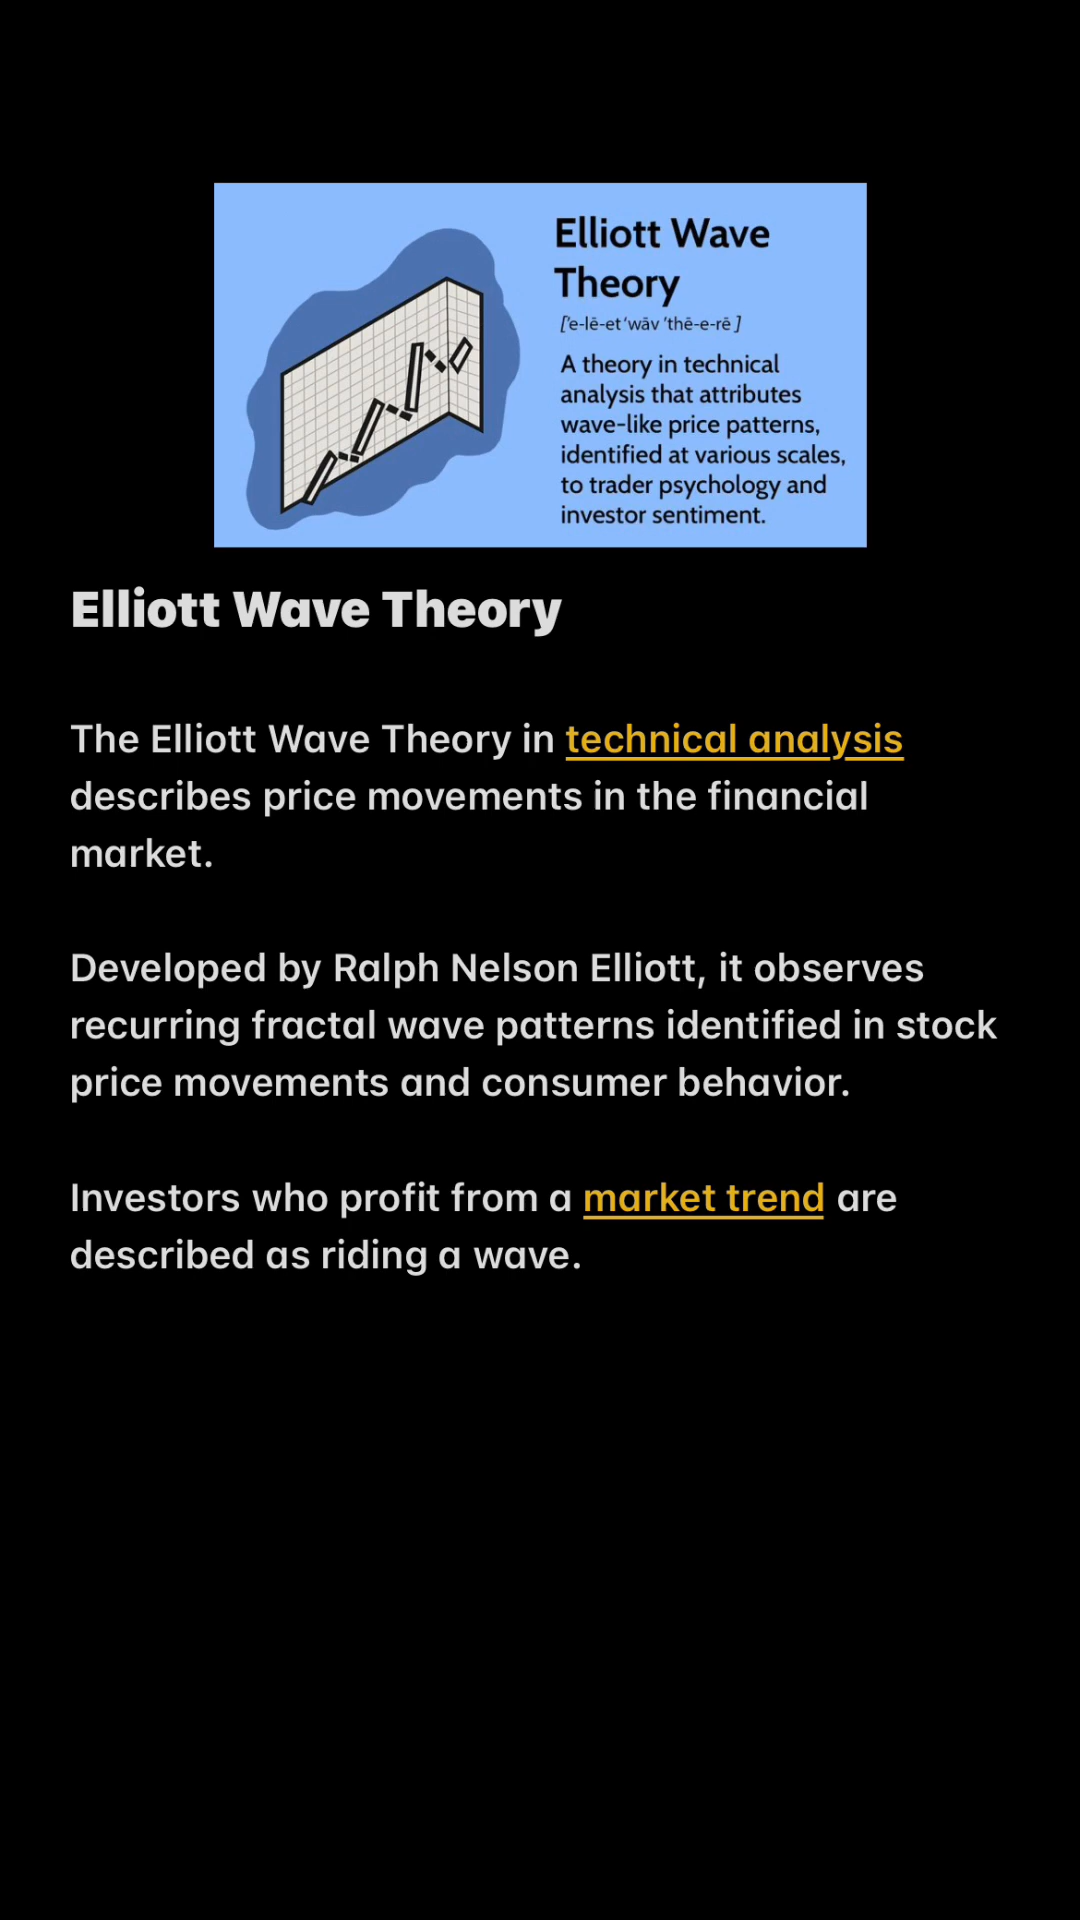 Elliott Wave
Theory
['e-lē-et 'wāv 'thē-e-rē ]
A theory in technical
analysis that attributes
wave-like price patterns,
identified at various scales,
to trader psychology and
investor sentiment.
Elliott Wave Theory
The Elliott Wave Theory in technical analysis
describes price movements in the financial
market.
Developed by Ralph Nelson Elliott, it observes
recurring fractal wave patterns identified in stock
price movements and consumer behavior.
Investors who profit from a market trend are
described as riding a wave.